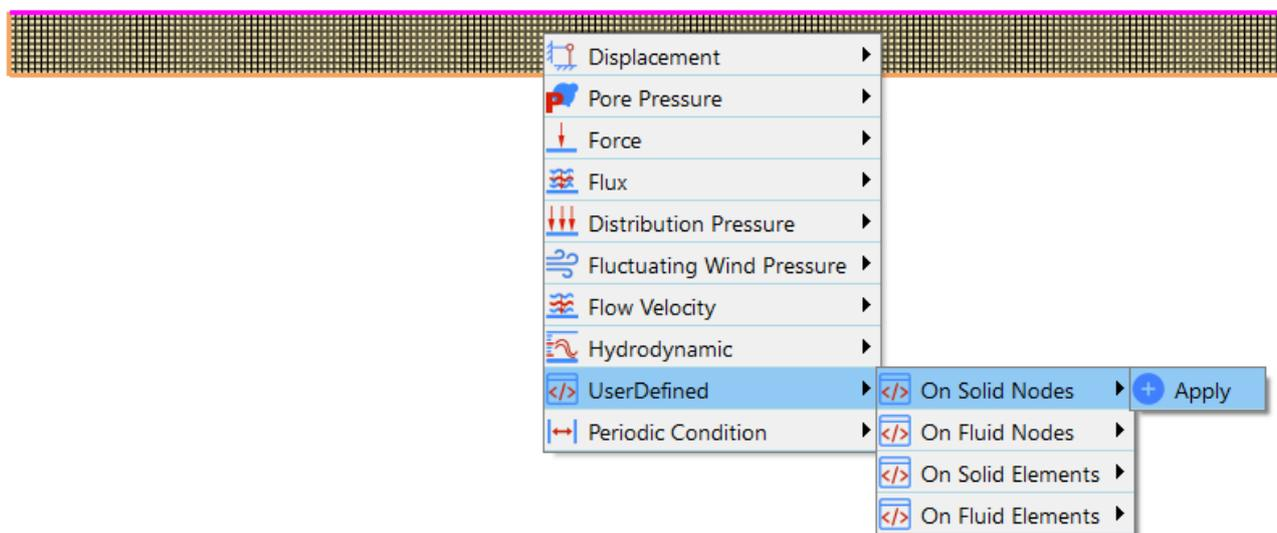 Displacement
P Pore Pressure
Force
Flux
Distribution Pressure
Fluctuating Wind Pressure
Flow Velocity
Hydrodynamic
</> UserDefined </> On Solid Nodes + Apply
Periodic Condition </> On Fluid Nodes
</> On Solid Elements
</> On Fluid Elements